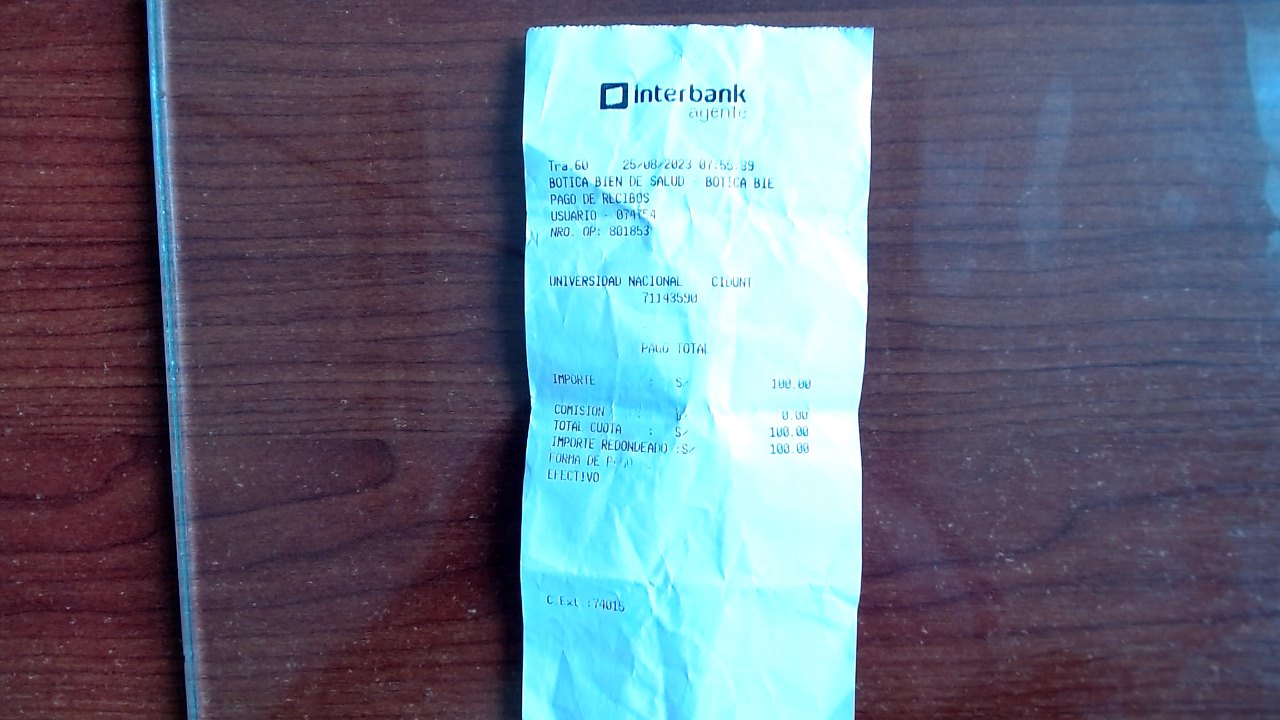 interbank
agente
Tra.60 25/08/2023 07:55:39
BOTICA BIEN DE SALUD - BOTICA BIE
PAGO DE RECIBOS
USUARIO - 074754
NRO. OP: 801853
UNIVERSIDAD NACIONAL CIDUNT
71143590
PAGO TOTAL
IMPORTE : S/ 100.00
COMISION : S/ 0.00
TOTAL CUOTA : S/ 100.00
IMPORTE REDONDEADO :S/ 100.00
FORMA DE PAGO
EFECTIVO
C.Ext.:74015